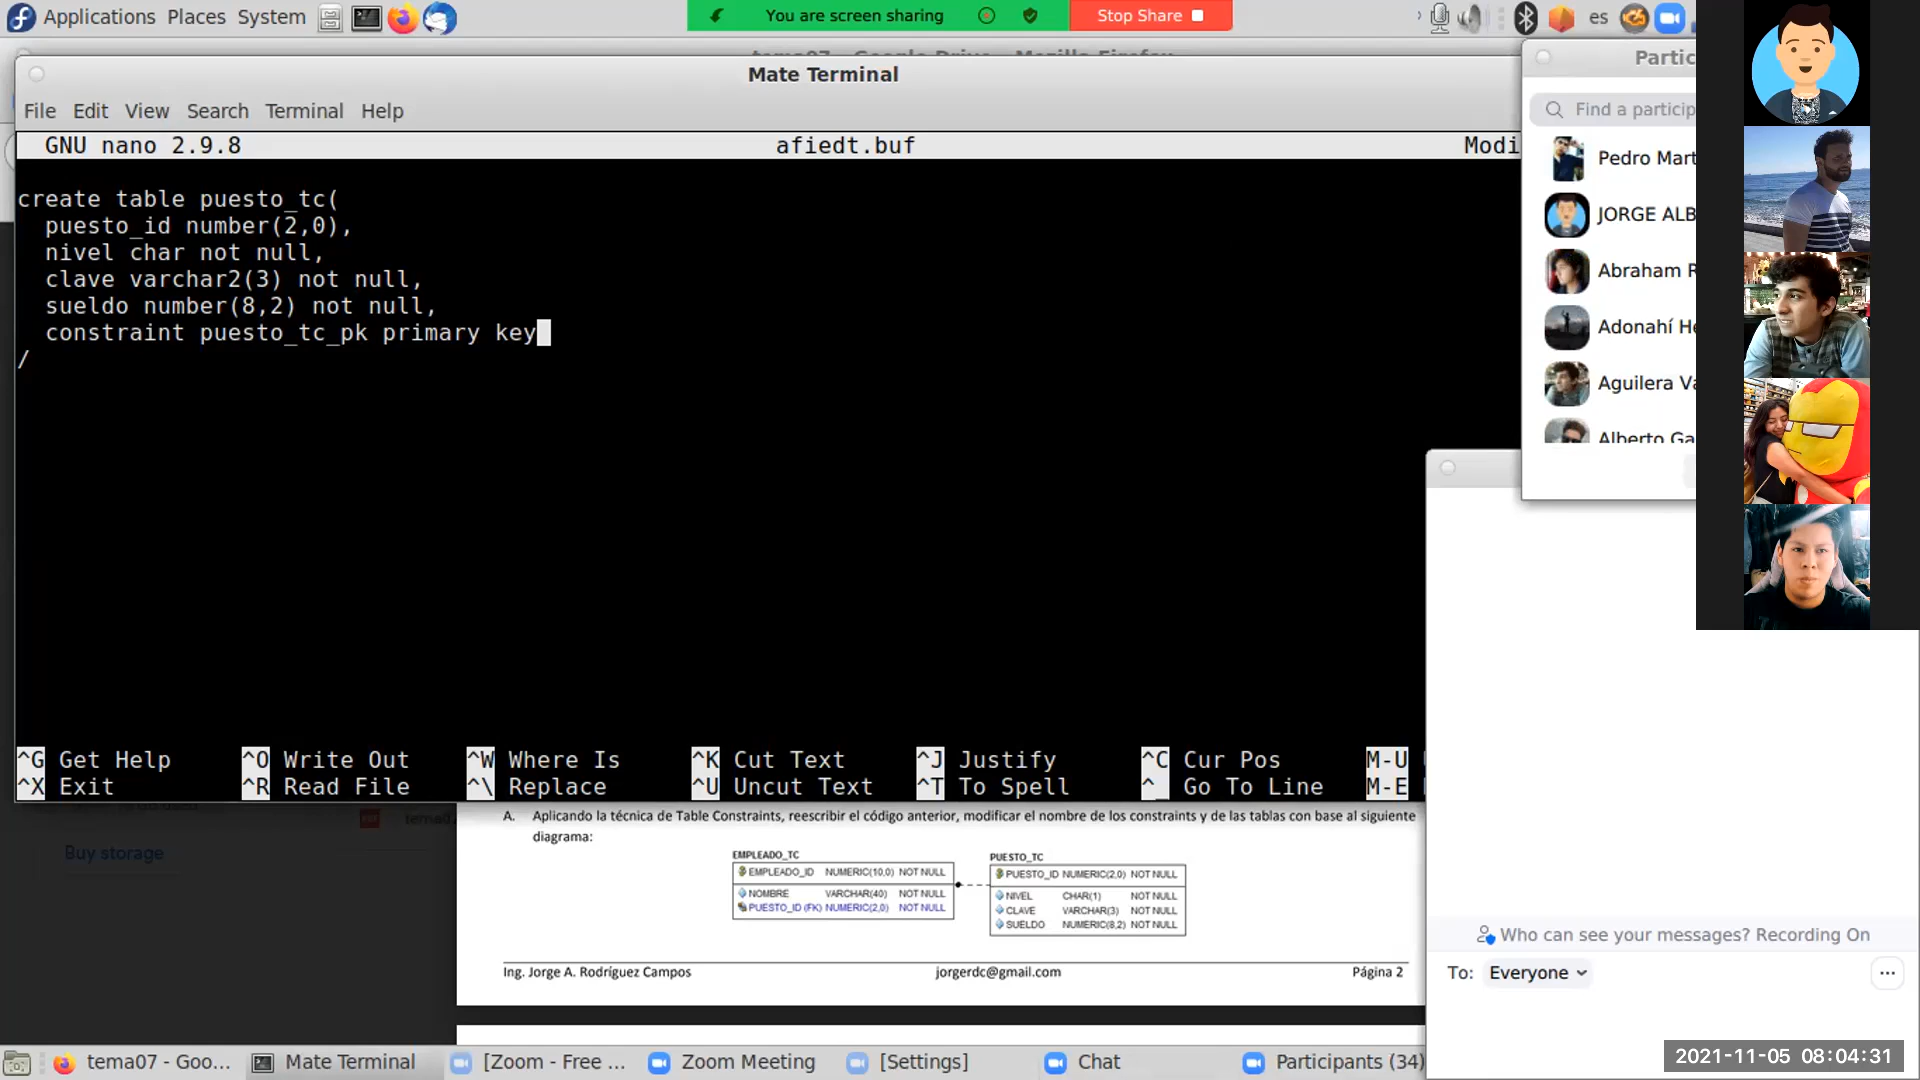 Applications Places System
You are screen sharing
Stop Share
es
Mate Terminal
Partic
File Edit View Search Terminal Help
Find a particip
GNU nano 2.9.8 afiedt.buf Modi
Pedro Mart
create table puesto_tc(
puesto_id number(2,0),
JORGE ALB
nivel char not null,
Abraham R
clave varchar2(3) not null,
sueldo number(8,2) not null,
Adonahí He
constraint puesto_tc_pk primary key
/
Aguilera Va
Alberto Ga
^G Get Help ^O Write Out ^W Where Is ^K Cut Text ^J Justify ^C Cur Pos M-U
^X Exit ^R Read File ^\ Replace ^U Uncut Text ^T To Spell ^_ Go To Line M-E
A. Aplicando la técnica de Table Constraints, reescribir el código anterior, modificar el nombre de los constraints y de las tablas con base al siguiente
diagrama:
Buy storage
EMPLEADO_TC
EMPLEADO_ID NUMERIC(10,0) NOT NULL
NOMBRE VARCHAR(40) NOT NULL
PUESTO_ID (FK) NUMERIC(2,0) NOT NULL
PUESTO_TC
PUESTO_ID NUMERIC(2,0) NOT NULL
NIVEL CHAR(1) NOT NULL
CLAVE VARCHAR(3) NOT NULL
SUELDO NUMERIC(8,2) NOT NULL
Who can see your messages? Recording On
Ing. Jorge A. Rodríguez Campos jorgerdc@gmail.com Página 2
To: Everyone
tema07 - Goo... Mate Terminal [Zoom - Free ... Zoom Meeting [Settings] Chat Participants (34)
2021-11-05 08:04:31